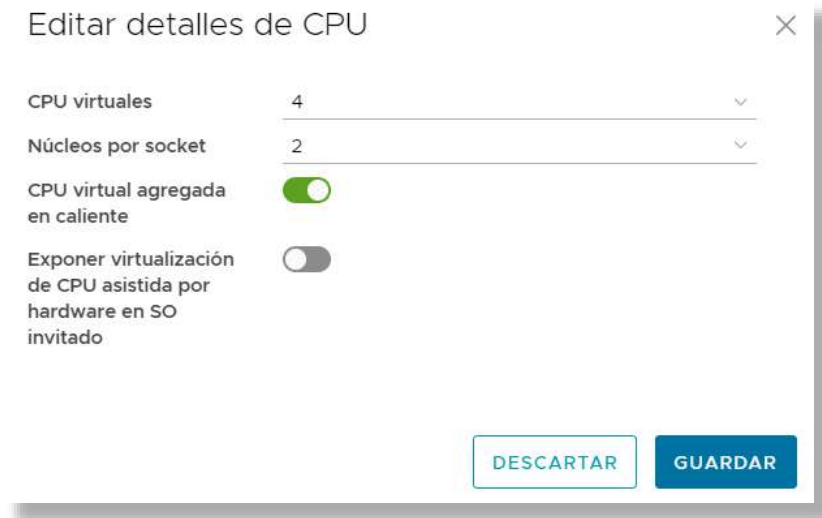 Editar detalles de CPU
CPU virtuales 4
Núcleos por socket 2
CPU virtual agregada
en caliente
Exponer virtualización
de CPU asistida por
hardware en SO
invitado
DESCARTAR GUARDAR